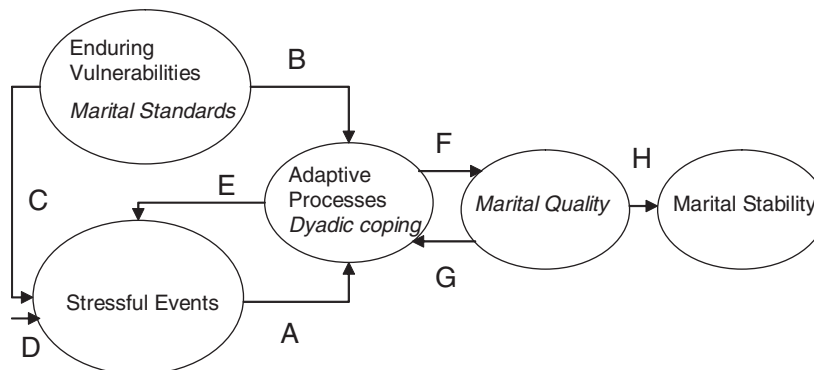 Enduring
Vulnerabilities
Marital Standards
B
F
H
E
Adaptive
Processes
Dyadic coping
Marital Quality
Marital Stability
C
G
Stressful Events
A
D